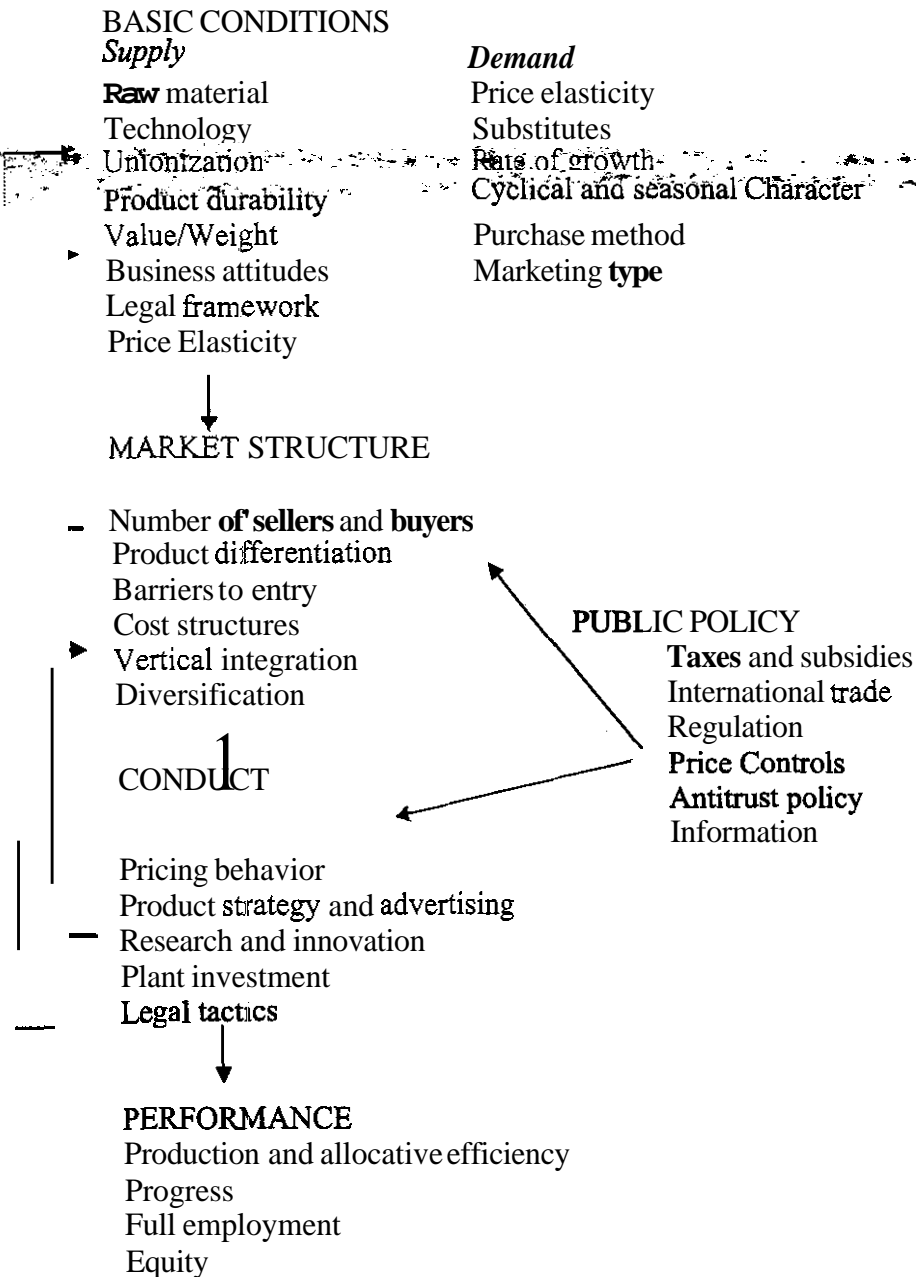 BASIC CONDITIONS
Supply
Raw material
Technology
Unionization
Product durability
Value/Weight
Business attitudes
Legal framework
Price Elasticity
Demand
Price elasticity
Substitutes
Rate of growth
Cyclical and seasonal Character
Purchase method
Marketing type
MARKET STRUCTURE
Number of sellers and buyers
Product differentiation
Barriers to entry
Cost structures
Vertical integration
Diversification
PUBLIC POLICY
Taxes and subsidies
International trade
Regulation
Price Controls
Antitrust policy
Information
CONDUCT
Pricing behavior
Product strategy and advertising
Research and innovation
Plant investment
Legal tactics
PERFORMANCE
Production and allocative efficiency
Progress
Full employment
Equity